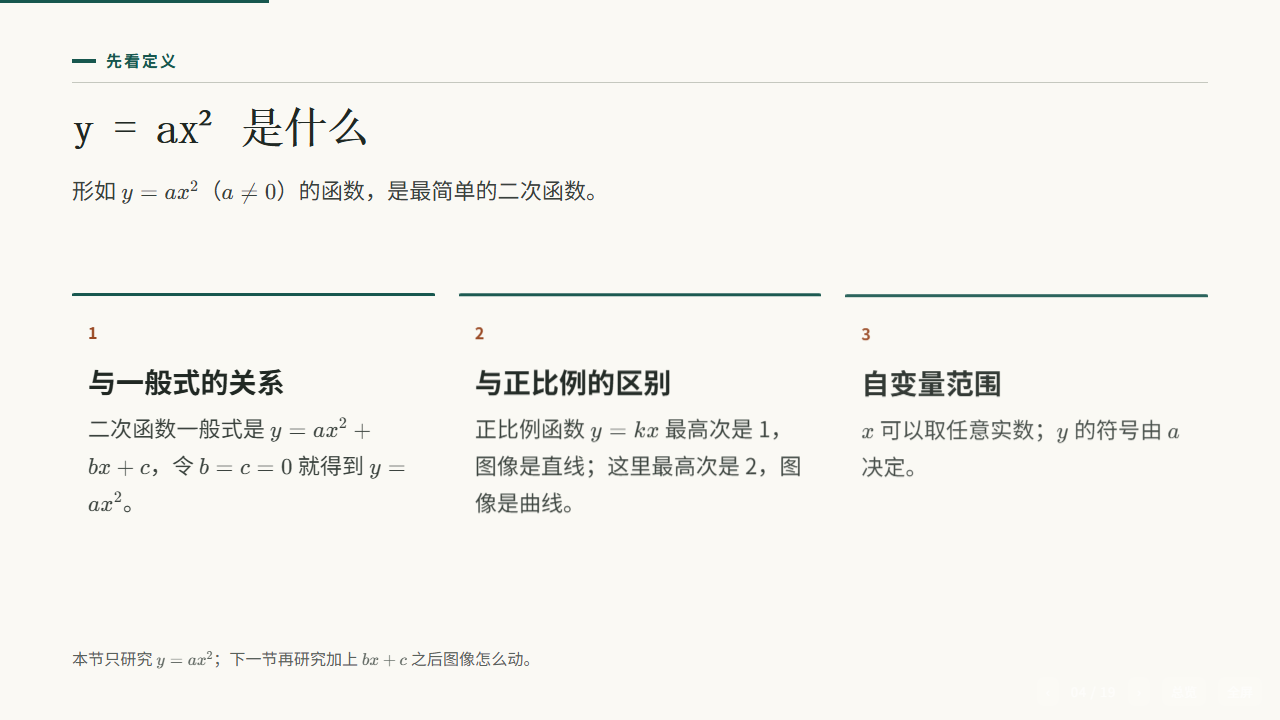 先看定义
y = ax² 是什么
形如 y = ax²（a ≠ 0）的函数，是最简单的二次函数。
1
与一般式的关系
二次函数一般式是 y = ax² +
bx + c，令 b = c = 0 就得到 y =
ax²。
2
与正比例的区别
正比例函数 y = kx 最高次是 1，
图像是直线；这里最高次是 2，图
像是曲线。
3
自变量范围
x 可以取任意实数；y 的符号由 a
决定。
本节只研究 y = ax²；下一节再研究加上 bx + c 之后图像怎么动。